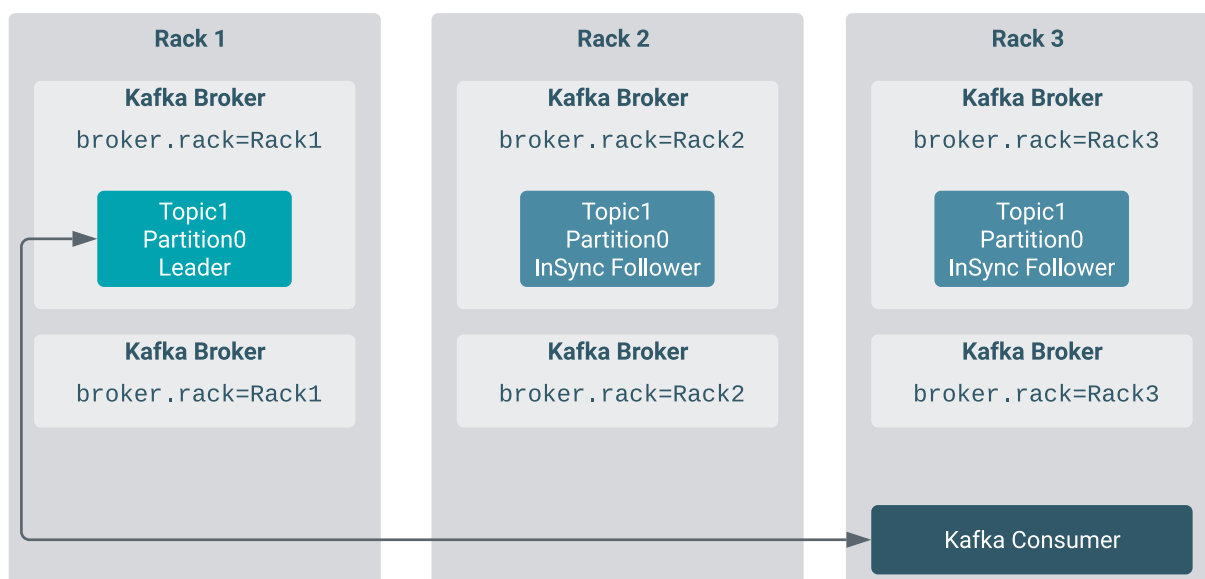 Rack 1
Kafka Broker
broker.rack=Rack1
Topic1
Partition0
Leader
Kafka Broker
broker.rack=Rack1
Rack 2
Kafka Broker
broker.rack=Rack2
Topic1
Partition0
InSync Follower
Kafka Broker
broker.rack=Rack2
Rack 3
Kafka Broker
broker.rack=Rack3
Topic1
Partition0
InSync Follower
Kafka Broker
broker.rack=Rack3
Kafka Consumer